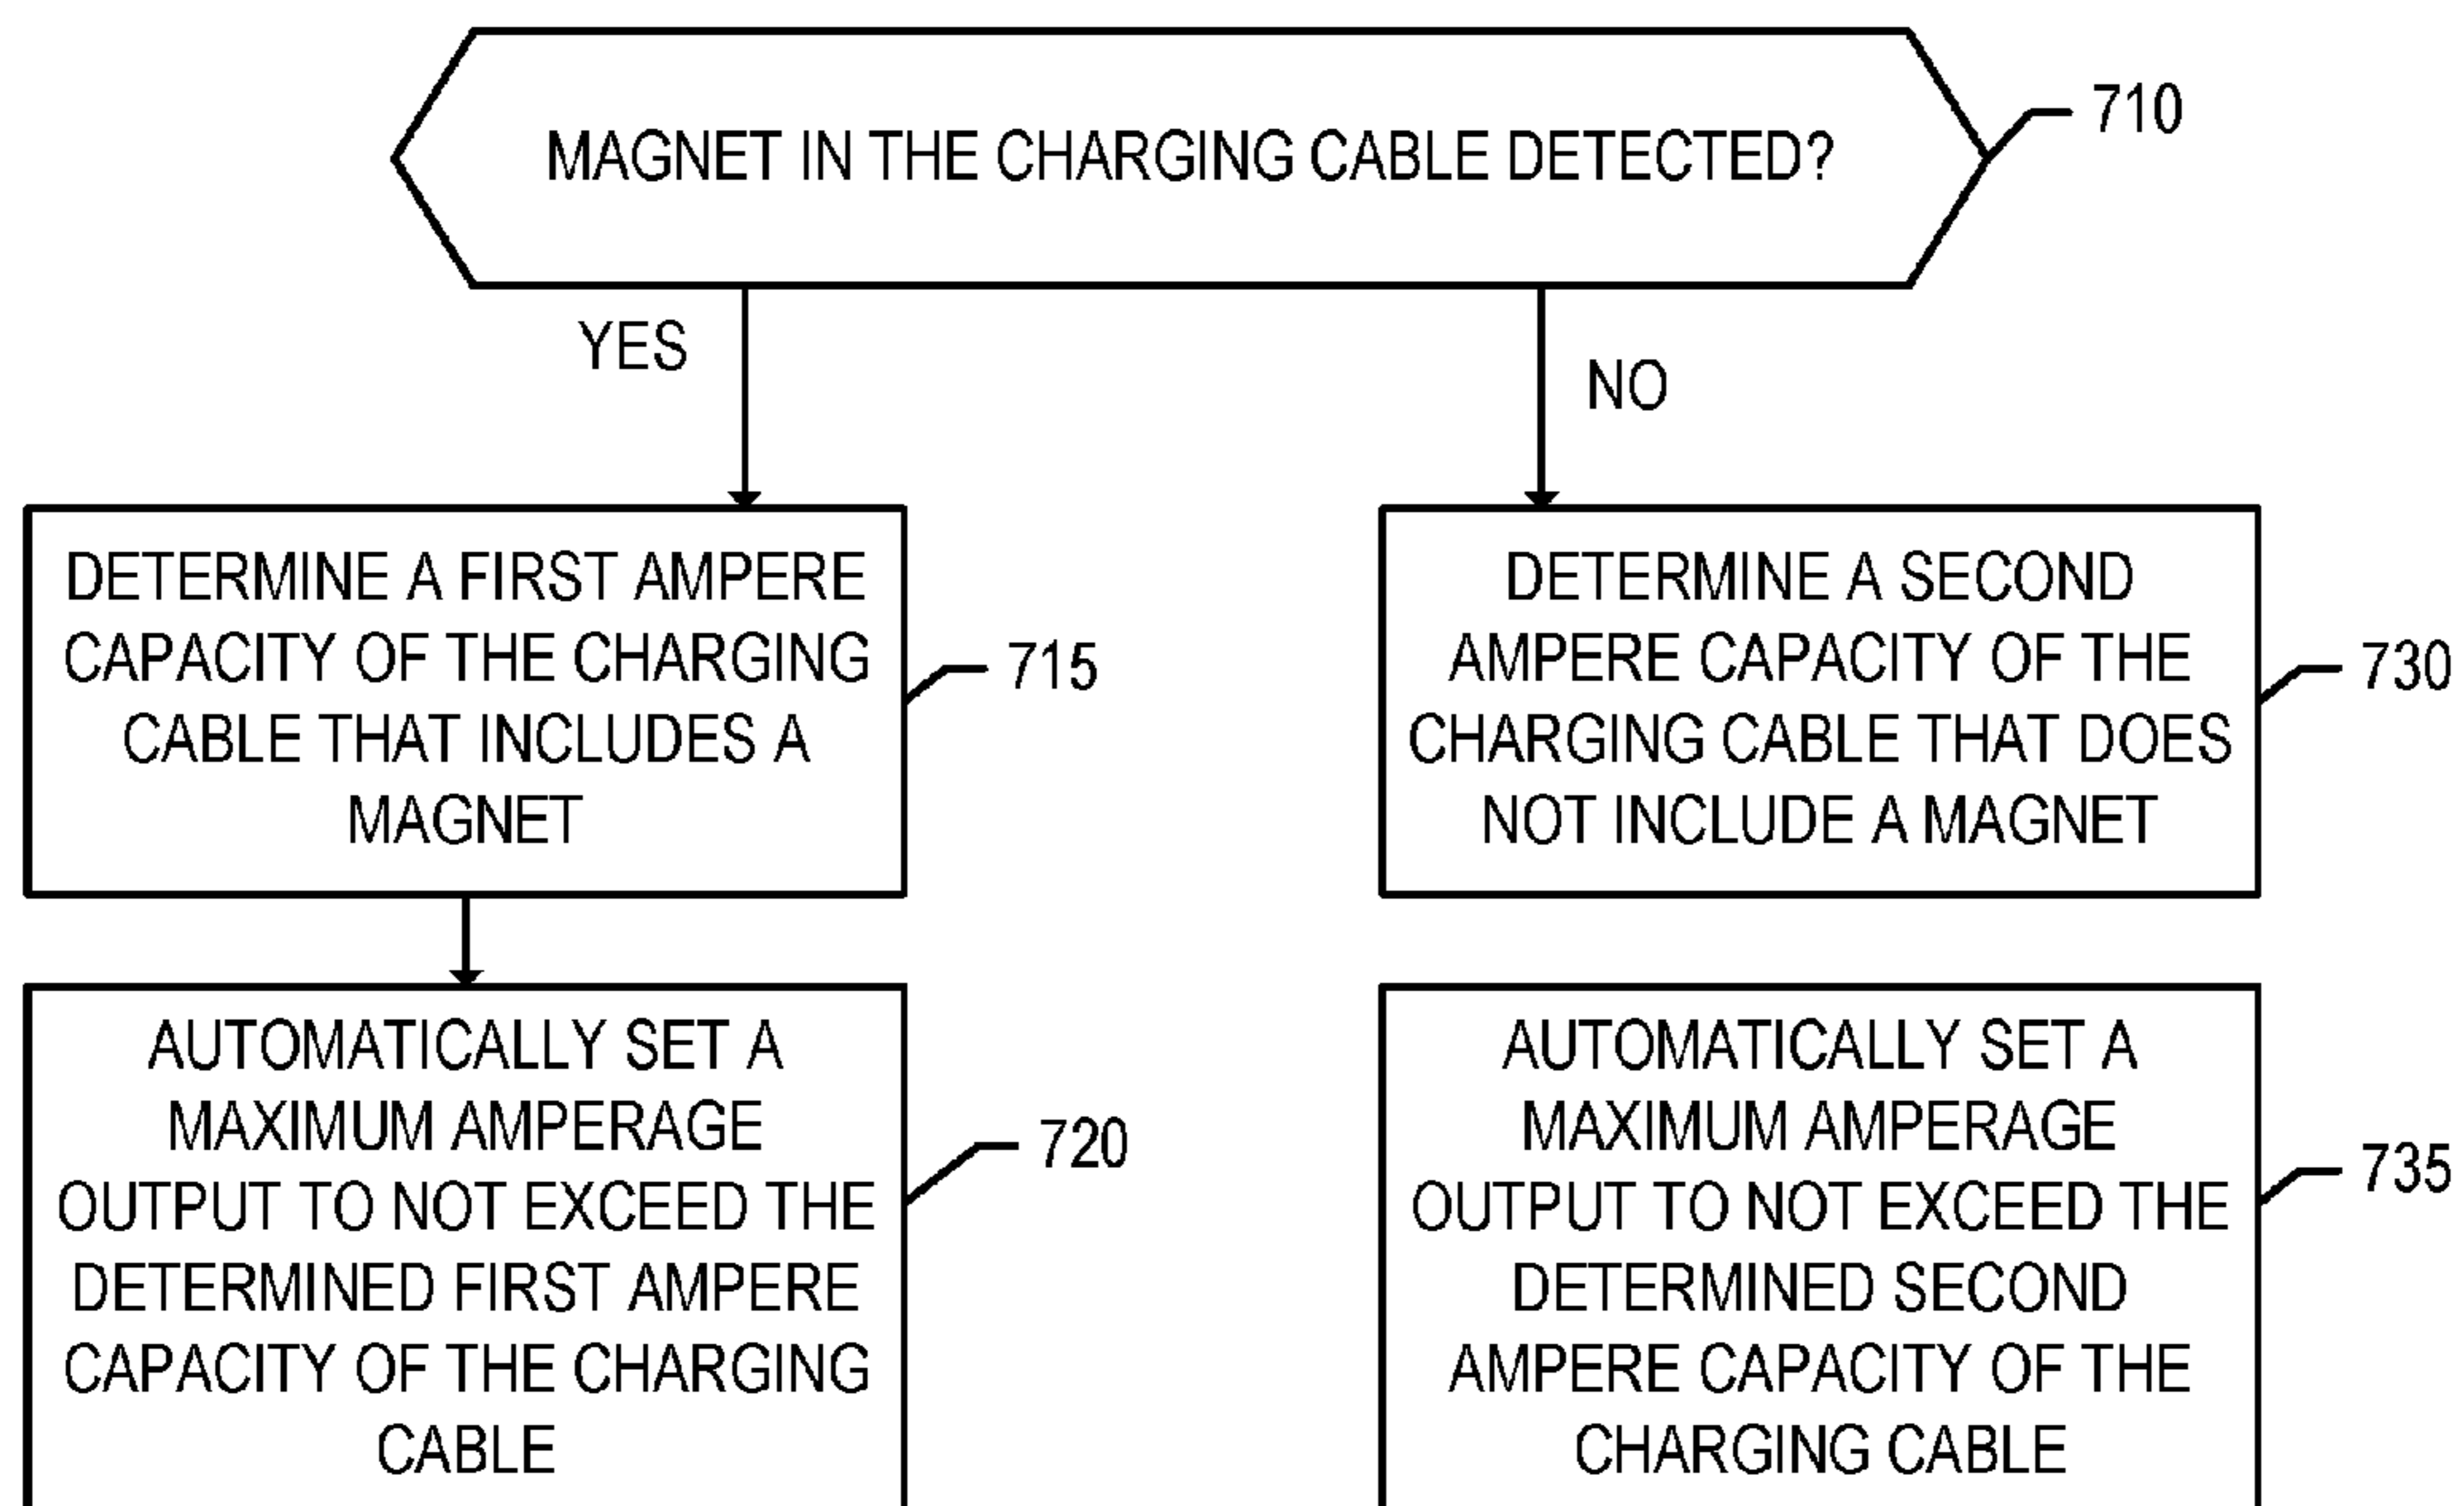 MAGNET IN THE CHARGING CABLE DETECTED?
710
YES
NO
DETERMINE A FIRST AMPERE
CAPACITY OF THE CHARGING
CABLE THAT INCLUDES A
MAGNET
715
DETERMINE A SECOND
AMPERE CAPACITY OF THE
CHARGING CABLE THAT DOES
NOT INCLUDE A MAGNET
730
AUTOMATICALLY SET A
MAXIMUM AMPERAGE
OUTPUT TO NOT EXCEED THE
DETERMINED FIRST AMPERE
CAPACITY OF THE CHARGING
CABLE
720
AUTOMATICALLY SET A
MAXIMUM AMPERAGE
OUTPUT TO NOT EXCEED THE
DETERMINED SECOND
AMPERE CAPACITY OF THE
CHARGING CABLE
735